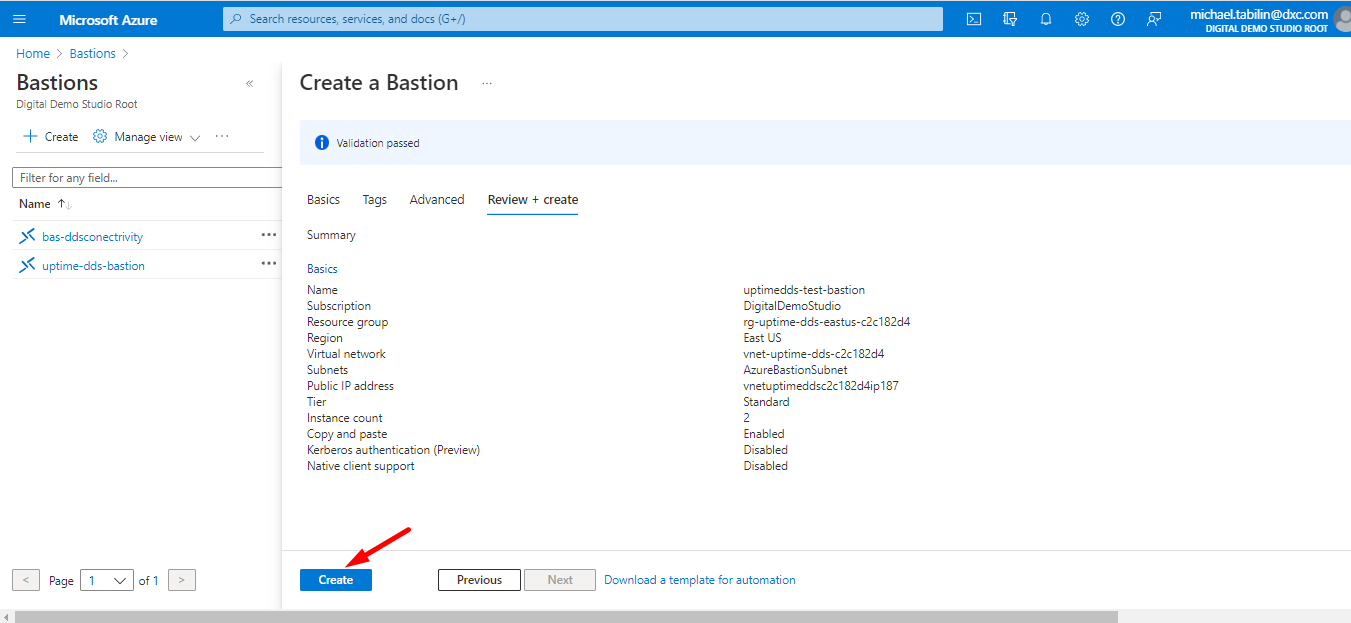 Microsoft Azure
Search resources, services, and docs (G+/)
michael.tabilin@dxc.com
DIGITAL DEMO STUDIO ROOT
Home > Bastions >
Bastions
Digital Demo Studio Root
+ Create Manage view ...
Filter for any field...
Name ↑↓
bas-ddsconectrivity ...
uptime-dds-bastion ...
< Page 1 of 1 >
Create a Bastion ...
Validation passed
Basics Tags Advanced Review + create
Summary
Basics
Name uptimedds-test-bastion
Subscription DigitalDemoStudio
Resource group rg-uptime-dds-eastus-c2c182d4
Region East US
Virtual network vnet-uptime-dds-c2c182d4
Subnets AzureBastionSubnet
Public IP address vnetuptimeddsc2c182d4ip187
Tier Standard
Instance count 2
Copy and paste Enabled
Kerberos authentication (Preview) Disabled
Native client support Disabled
Create Previous Next Download a template for automation